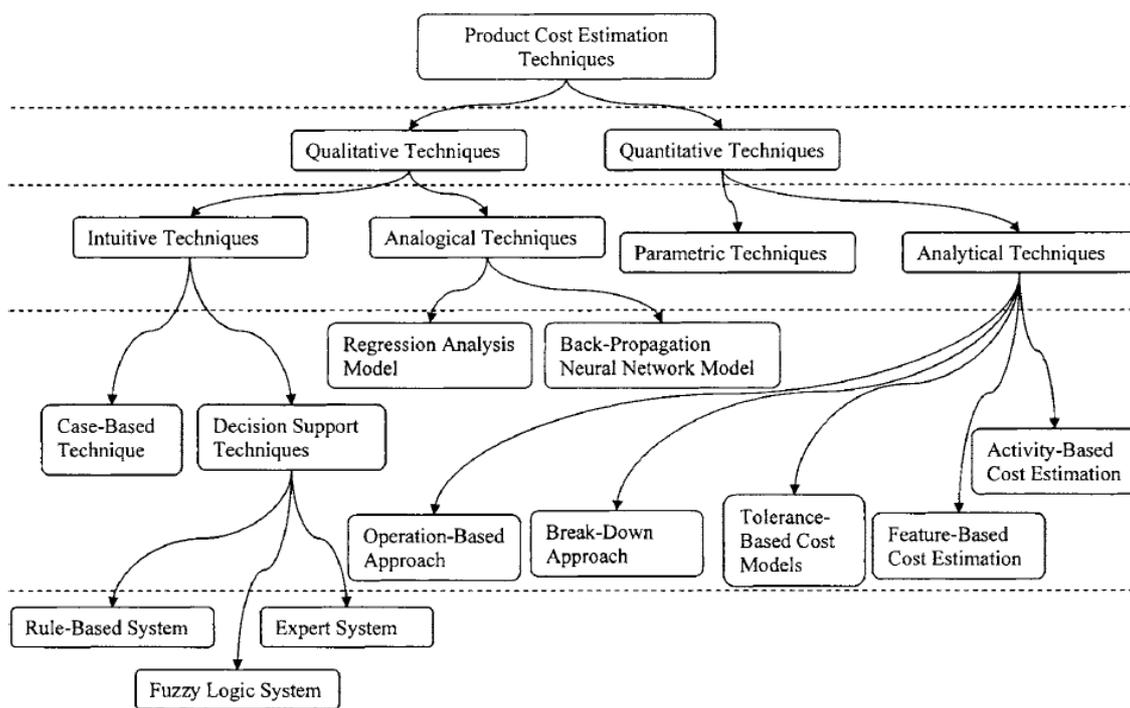 Product Cost Estimation
Techniques
Qualitative Techniques
Quantitative Techniques
Intuitive Techniques
Analogical Techniques
Parametric Techniques
Analytical Techniques
Regression Analysis
Model
Back-Propagation
Neural Network Model
Case-Based
Technique
Decision Support
Techniques
Activity-Based
Cost Estimation
Operation-Based
Approach
Break-Down
Approach
Tolerance-
Based Cost
Models
Feature-Based
Cost Estimation
Rule-Based System
Expert System
Fuzzy Logic System